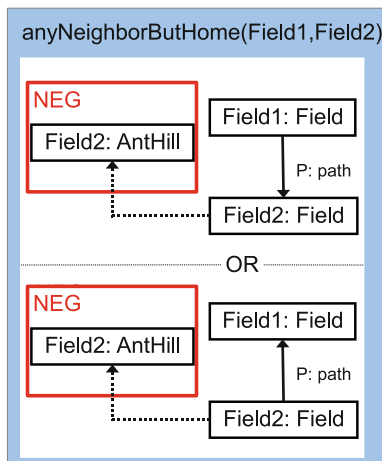 anyNeighborButHome(Field1,Field2)
NEG
Field2: AntHill
Field1: Field
P: path
Field2: Field
OR
NEG
Field2: AntHill
Field1: Field
P: path
Field2: Field